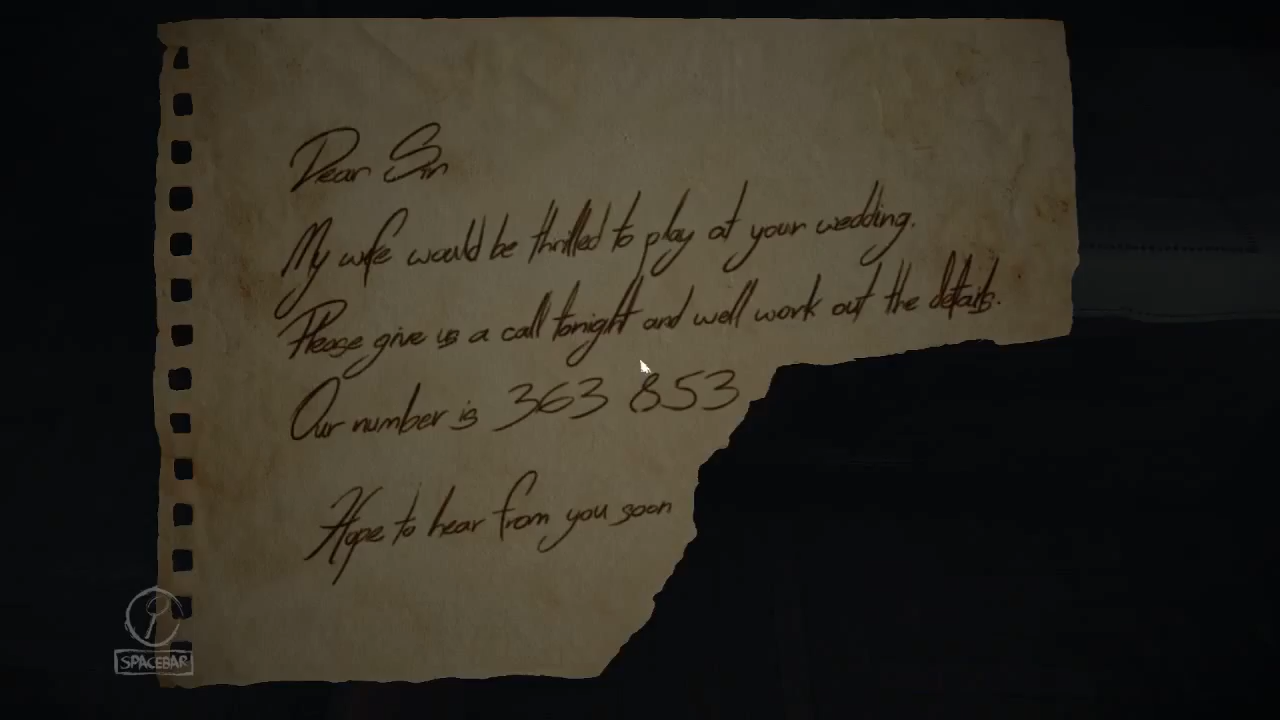 Dear Sir
My wife would be thrilled to play at your wedding.
Please give us a call tonight and well work out the details.
Our number is 363 853
Hope to hear from you soon
SPACEBAR